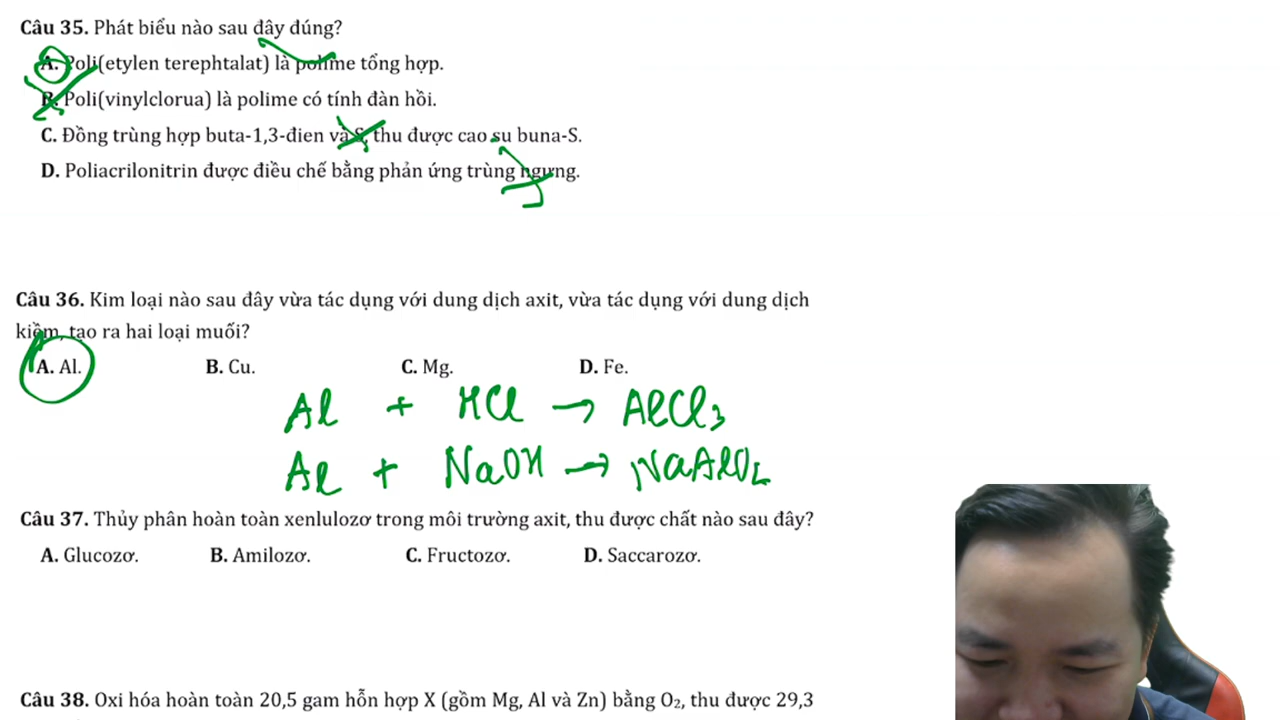 Câu 35. Phát biểu nào sau đây đúng?
A. Poli(etylen terephtalat) là polime tổng hợp.
B. Poli(vinylclorua) là polime có tính đàn hồi.
C. Đồng trùng hợp buta-1,3-đien và S, thu được cao su buna-S.
D. Poliacrilonitrin được điều chế bằng phản ứng trùng ngưng.
Câu 36. Kim loại nào sau đây vừa tác dụng với dung dịch axit, vừa tác dụng với dung dịch
kiềm, tạo ra hai loại muối?
A. Al. B. Cu. C. Mg. D. Fe.
Al + HCl → AlCl3
Al + NaOH → NaAlO2
Câu 37. Thủy phân hoàn toàn xenlulozơ trong môi trường axit, thu được chất nào sau đây?
A. Glucozơ. B. Amilozơ. C. Fructozơ. D. Saccarozơ.
Câu 38. Oxi hóa hoàn toàn 20,5 gam hỗn hợp X (gồm Mg, Al và Zn) bằng O₂, thu được 29,3